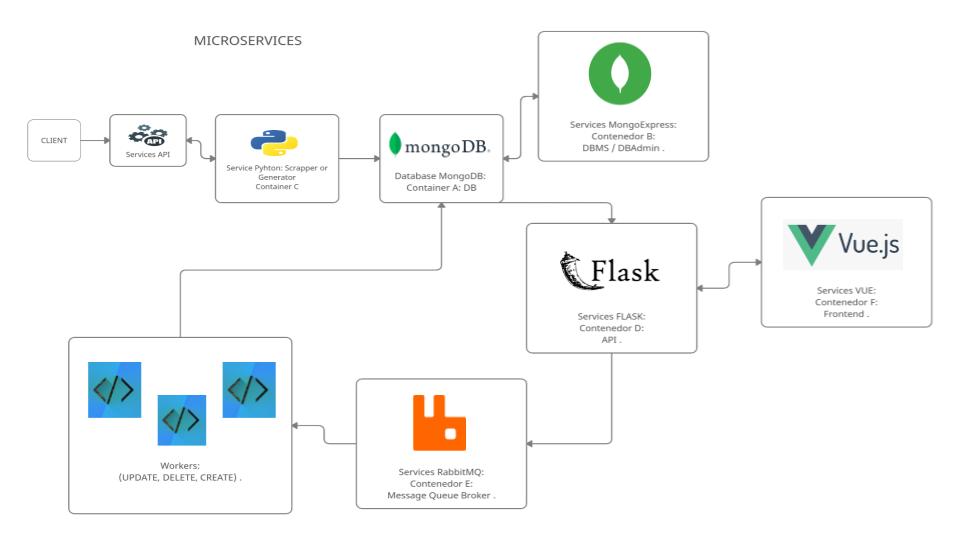 MICROSERVICES
CLIENT
API
Services API
Service Pyhton: Scrapper or
Generator
Container C
mongoDB.
Database MongoDB:
Container A: DB
Services MongoExpress:
Contenedor B:
DBMS / DBAdmin .
Flask
Services FLASK:
Contenedor D:
API .
Vue.js
Services VUE:
Contenedor F:
Frontend .
Services RabbitMQ:
Contenedor E:
Message Queue Broker .
Workers:
(UPDATE, DELETE, CREATE) .